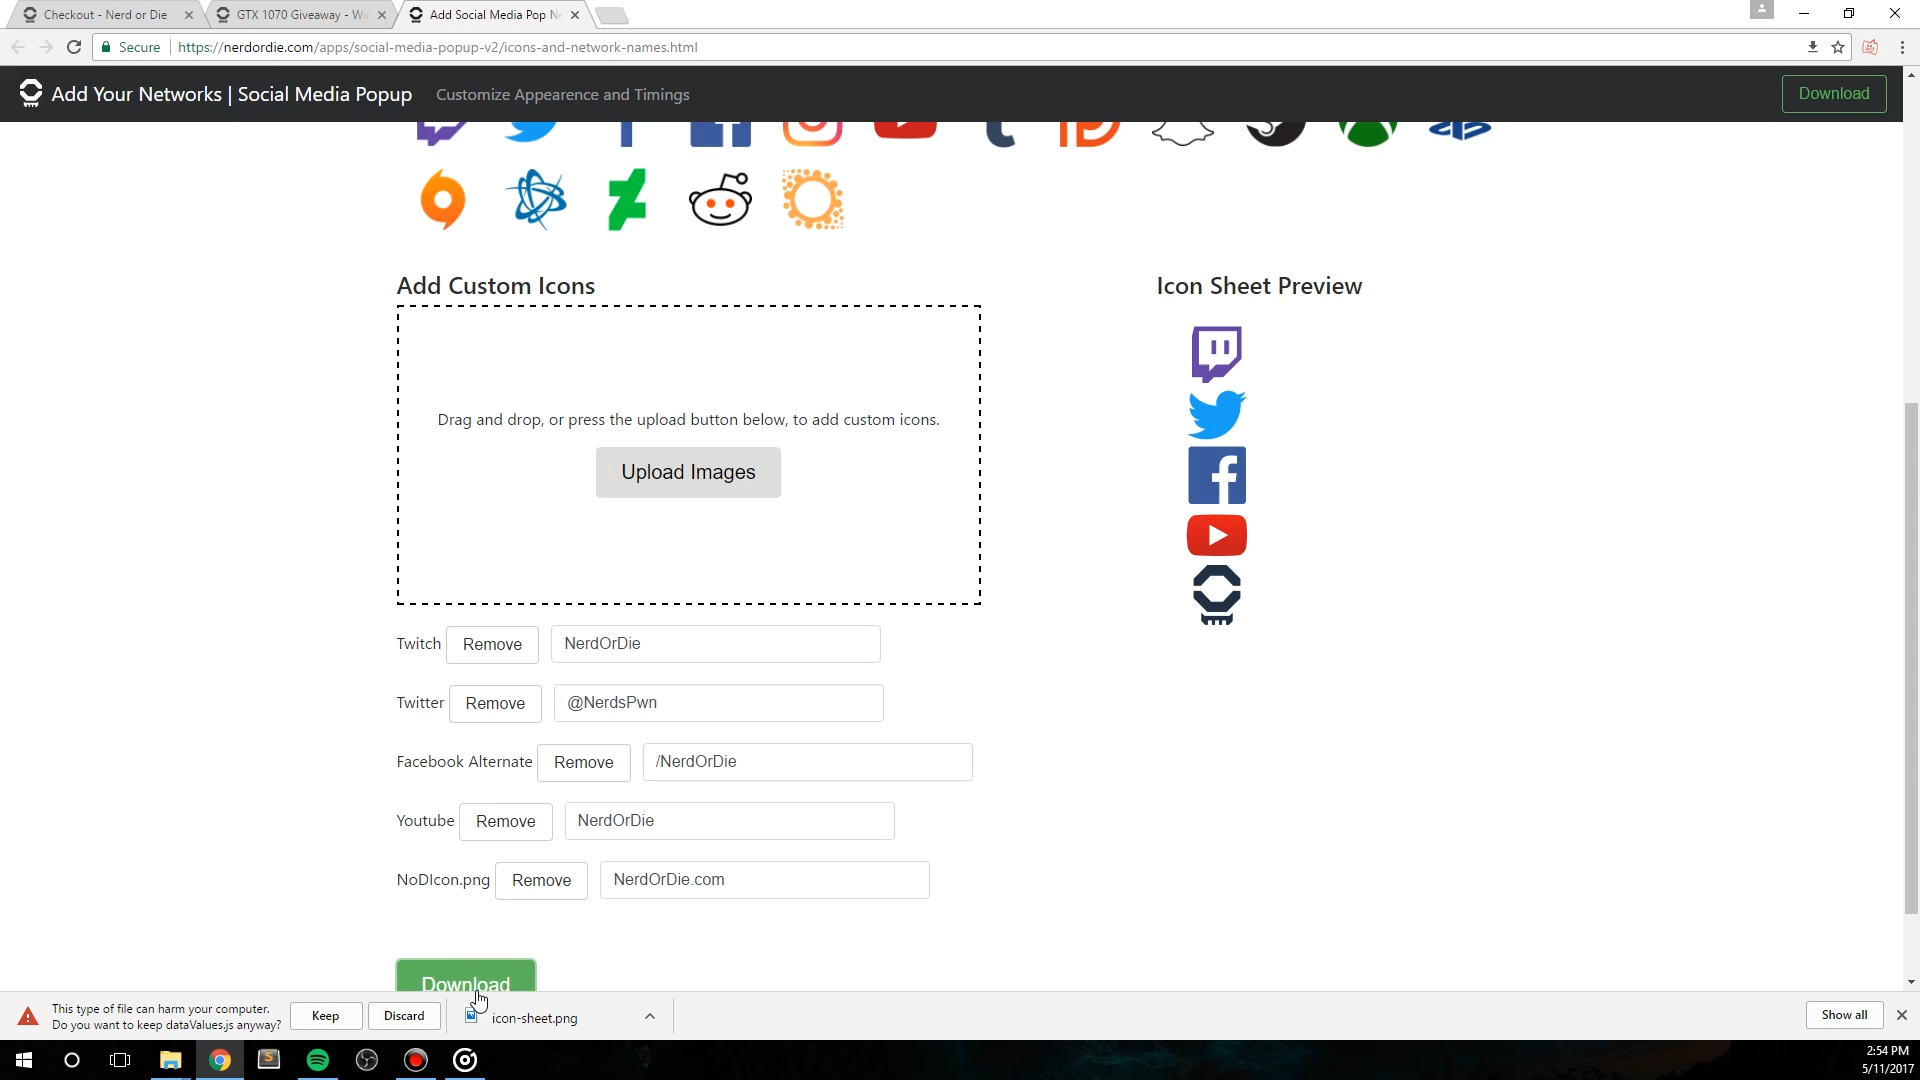 Checkout - Nerd or Die
GTX 1070 Giveaway - Wi
Add Social Media Pop Ne
Secure
https://nerdordie.com/apps/social-media-popup-v2/icons-and-network-names.html
Add Your Networks | Social Media Popup
Customize Appearence and Timings
Download
Add Custom Icons
Icon Sheet Preview
Drag and drop, or press the upload button below, to add custom icons.
Upload Images
Twitch Remove NerdOrDie
Twitter Remove @NerdsPwn
Facebook Alternate Remove /NerdOrDie
Youtube Remove NerdOrDie
NoDIcon.png Remove NerdOrDie.com
Download
This type of file can harm your computer.
Do you want to keep dataValues.js anyway?
Keep
Discard
icon-sheet.png
Show all
2:54 PM
5/11/2017